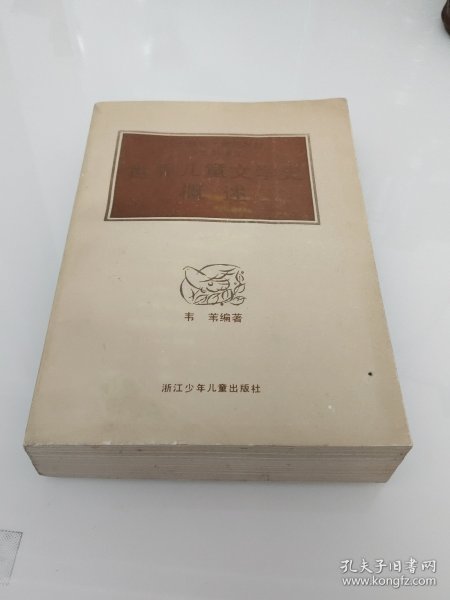 世界儿童文学史
概述
韦 苇编著
浙江少年儿童出版社
孔夫子旧书网
www.kongfz.com